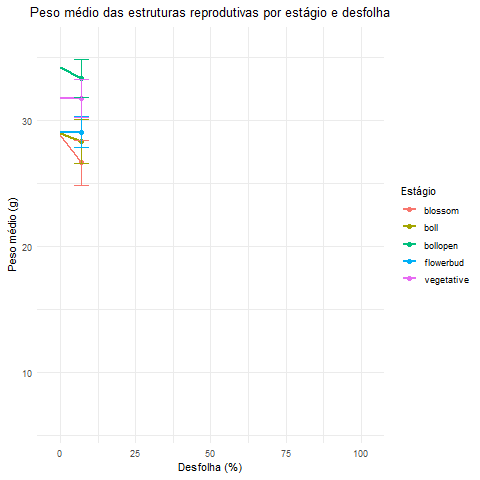 Peso médio das estruturas reprodutivas por estágio e desfolha
Peso médio (g)
30
20
10
0
25
50
75
100
Desfolha (%)
Estágio
blossom
boll
bollopen
flowerbud
vegetative